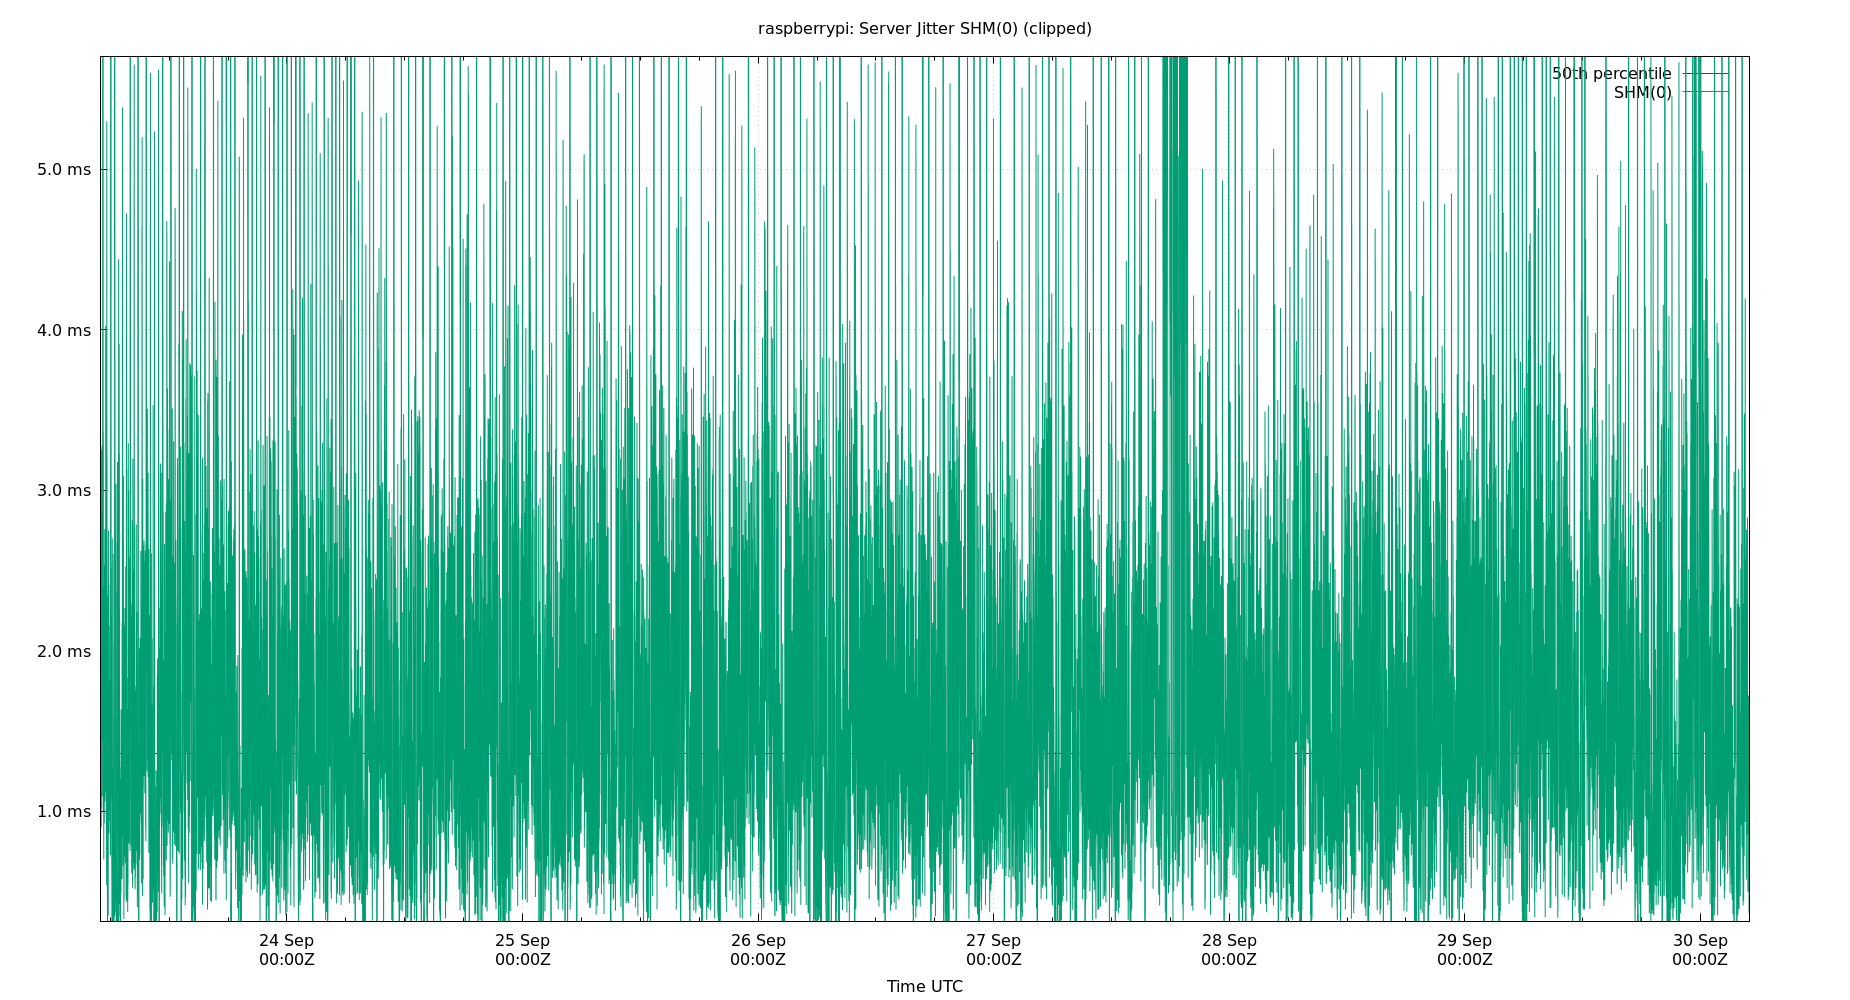 raspberrypi: Server Jitter SHM(0) (clipped)
50th percentile
SHM(0)
5.0 ms
4.0 ms
3.0 ms
2.0 ms
1.0 ms
24 Sep 25 Sep 26 Sep 27 Sep 28 Sep 29 Sep 30 Sep
00:00Z 00:00Z 00:00Z 00:00Z 00:00Z 00:00Z 00:00Z
Time UTC